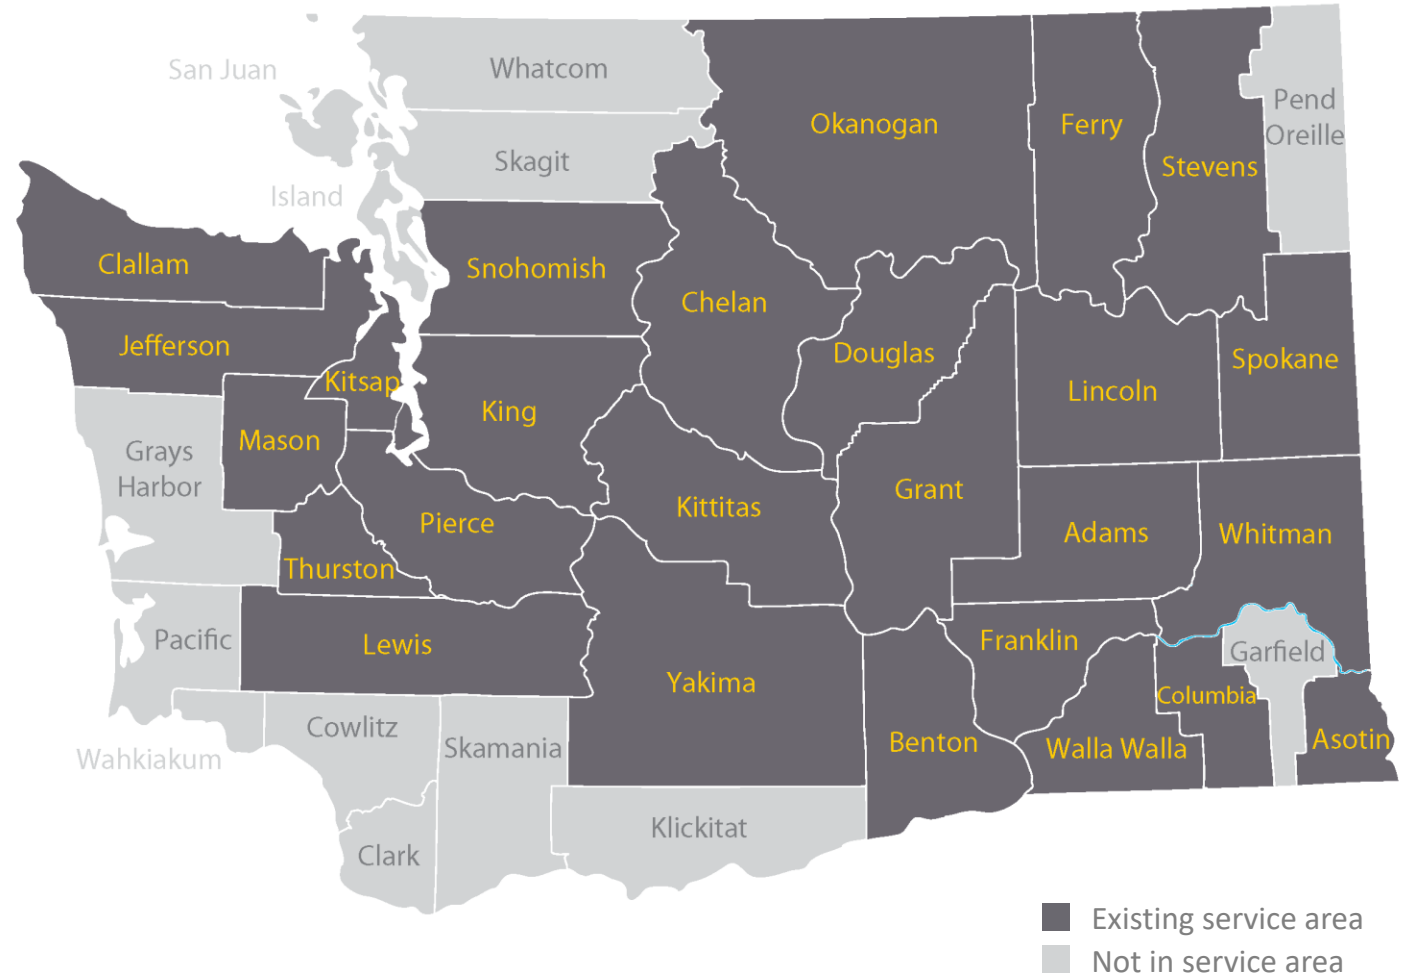 San Juan
Whatcom
Pend
Oreille
Okanogan
Ferry
Skagit
Stevens
Island
Clallam
Snohomish
Chelan
Jefferson
Douglas
Spokane
Kitsap
Lincoln
King
Mason
Grays
Harbor
Grant
Kittitas
Pierce
Adams
Whitman
Thurston
Pacific
Lewis
Franklin
Garfield
Yakima
Columbia
Cowlitz
Skamania
Benton
Walla Walla
Asotin
Wahkiakum
Klickitat
Clark
Existing service area
Not in service area